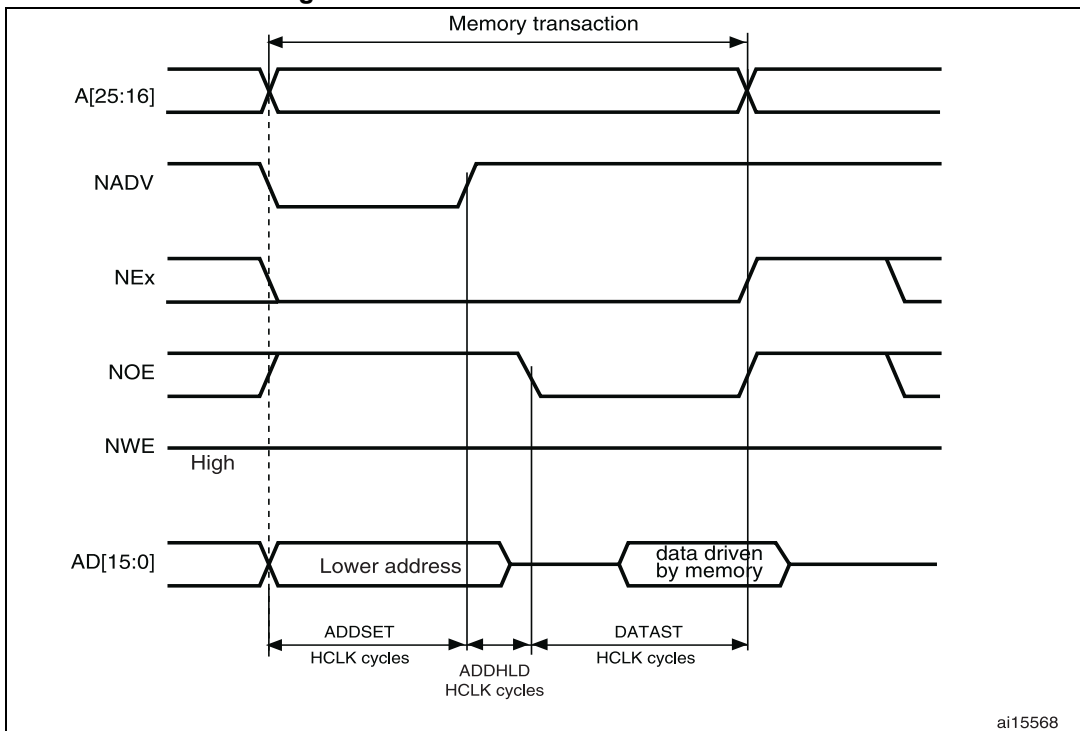 Memory transaction
A[25:16]
NADV
NEx
NOE
NWE
High
AD[15:0]
Lower address
data driven
by memory
ADDSET
HCLK cycles
ADDHLD
HCLK cycles
DATAST
HCLK cycles
ai15568